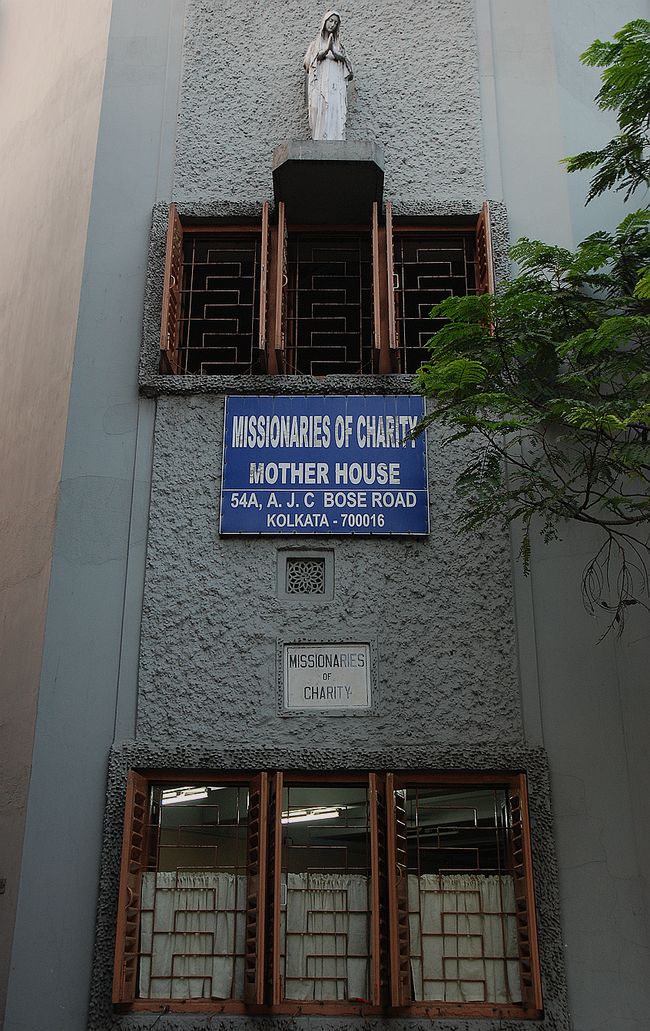 MISSIONARIES OF CHARITY
MOTHER HOUSE
54A, A. J. C BOSE ROAD
KOLKATA - 700016
MISSIONARIES
OF
CHARITY